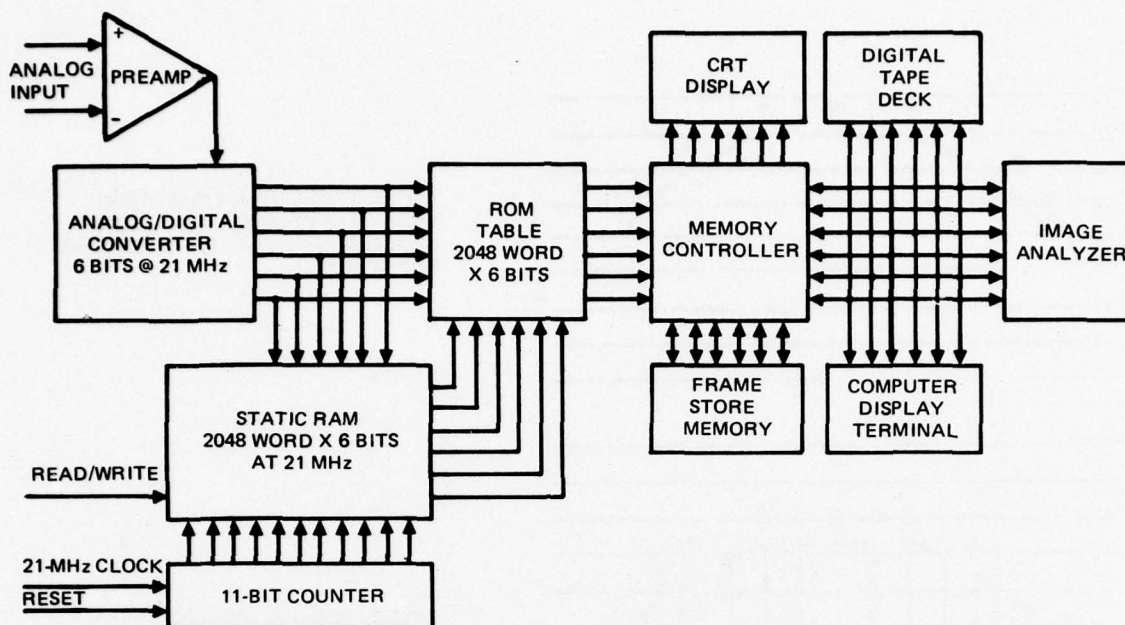 +
ANALOG
INPUT
PREAMP
-
ANALOG/DIGITAL
CONVERTER
6 BITS @ 21 MHz
ROM
TABLE
2048 WORD
X 6 BITS
CRT
DISPLAY
DIGITAL
TAPE
DECK
MEMORY
CONTROLLER
IMAGE
ANALYZER
FRAME
STORE
MEMORY
COMPUTER
DISPLAY
TERMINAL
STATIC RAM
2048 WORD X 6 BITS
AT 21 MHz
READ/WRITE
21-MHz CLOCK
RESET
11-BIT COUNTER